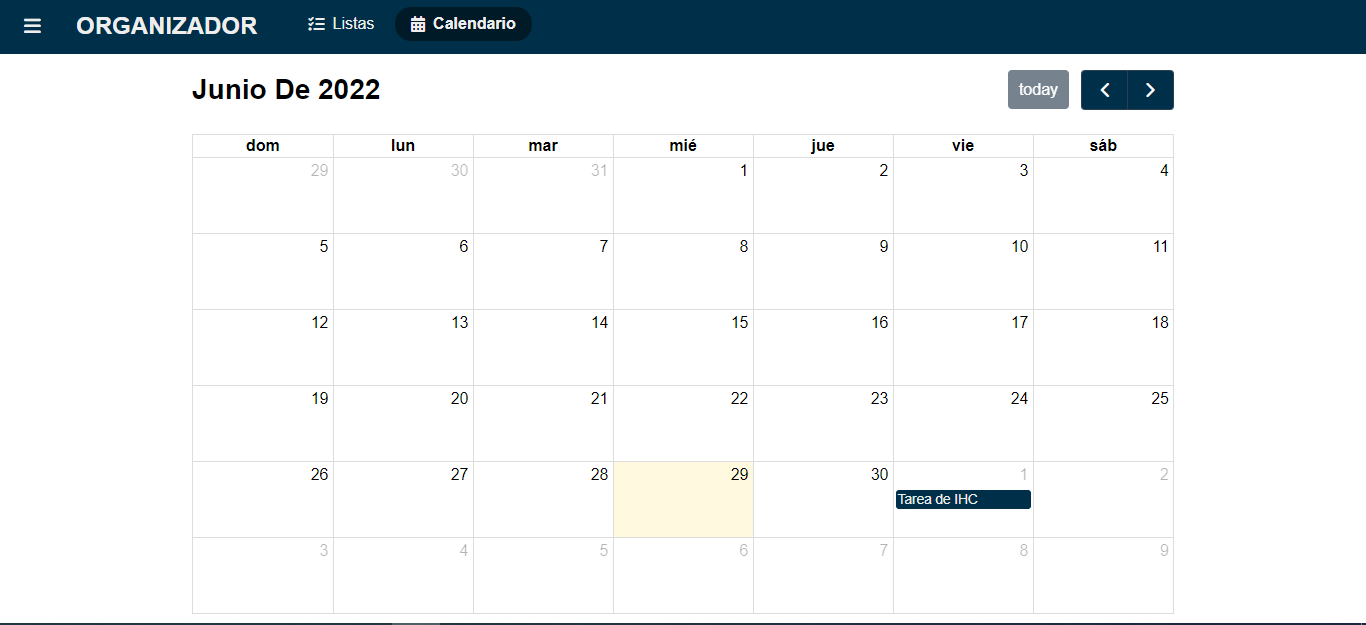 ORGANIZADOR Listas Calendario
Junio De 2022 today
dom lun mar mié jue vie sáb
29 30 31 1 2 3 4
5 6 7 8 9 10 11
12 13 14 15 16 17 18
19 20 21 22 23 24 25
26 27 28 29 30 1 2
Tarea de IHC
3 4 5 6 7 8 9